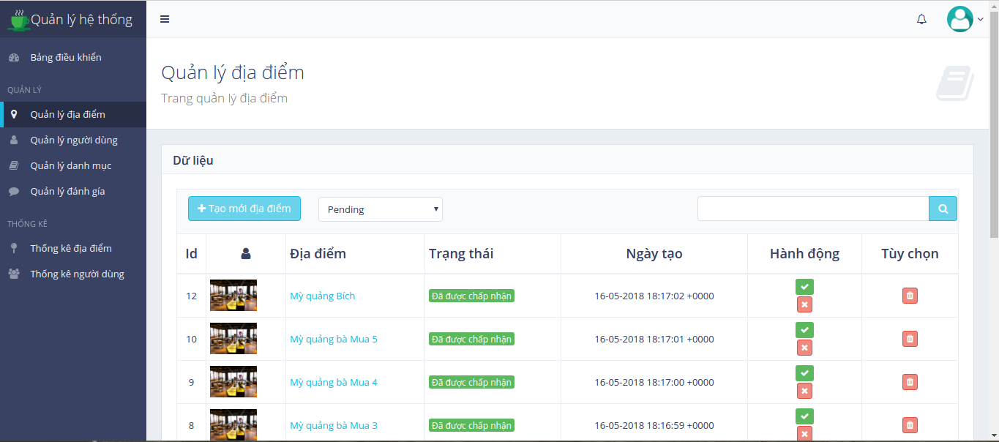 Quản lý hệ thống
Bảng điều khiển
QUẢN LÝ
Quản lý địa điểm
Quản lý người dùng
Quản lý danh mục
Quản lý đánh gía
THỐNG KÊ
Thống kê địa điểm
Thống kê người dùng
Quản lý địa điểm
Trang quản lý địa điểm
Dữ liệu
Tạo mới địa điểm Pending
Id Địa điểm Trạng thái Ngày tạo Hành động Tùy chọn
12 Mỳ quảng Bích Đã được chấp nhận 16-05-2018 18:17:02 +0000
10 Mỳ quảng bà Mua 5 Đã được chấp nhận 16-05-2018 18:17:01 +0000
9 Mỳ quảng bà Mua 4 Đã được chấp nhận 16-05-2018 18:17:00 +0000
8 Mỳ quảng bà Mua 3 Đã được chấp nhận 16-05-2018 18:16:59 +0000